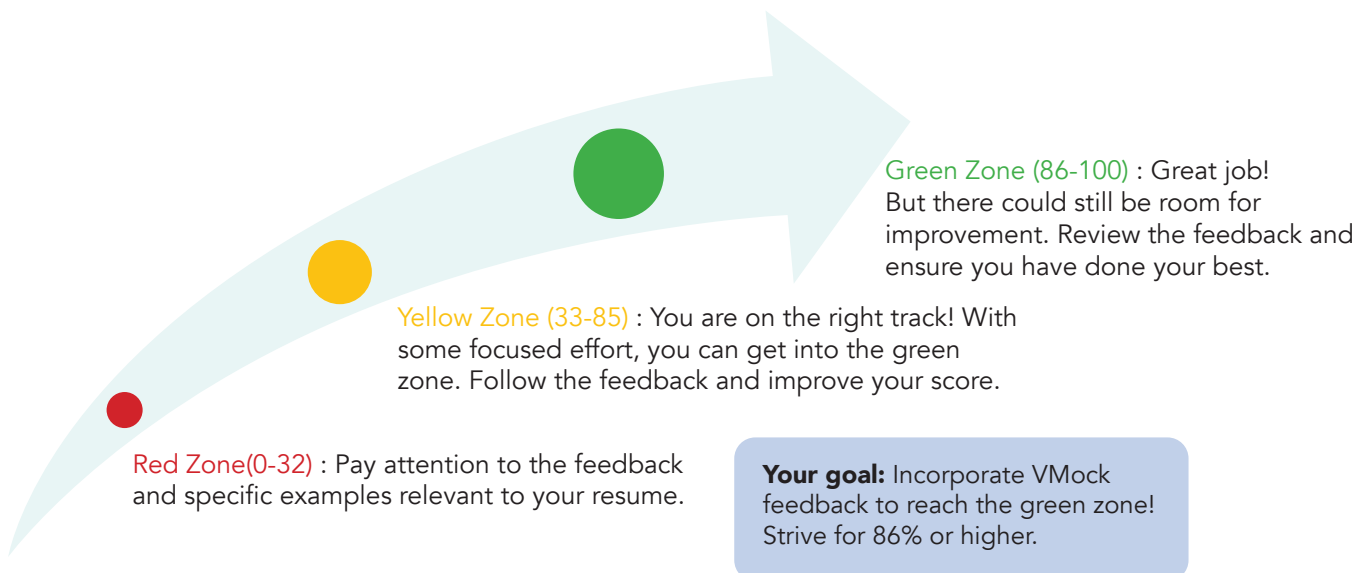 Green Zone (86-100) : Great job!
But there could still be room for
improvement. Review the feedback and
ensure you have done your best.
Yellow Zone (33-85) : You are on the right track! With
some focused effort, you can get into the green
zone. Follow the feedback and improve your score.
Red Zone(0-32) : Pay attention to the feedback
and specific examples relevant to your resume.
Your goal: Incorporate VMock
feedback to reach the green zone!
Strive for 86% or higher.